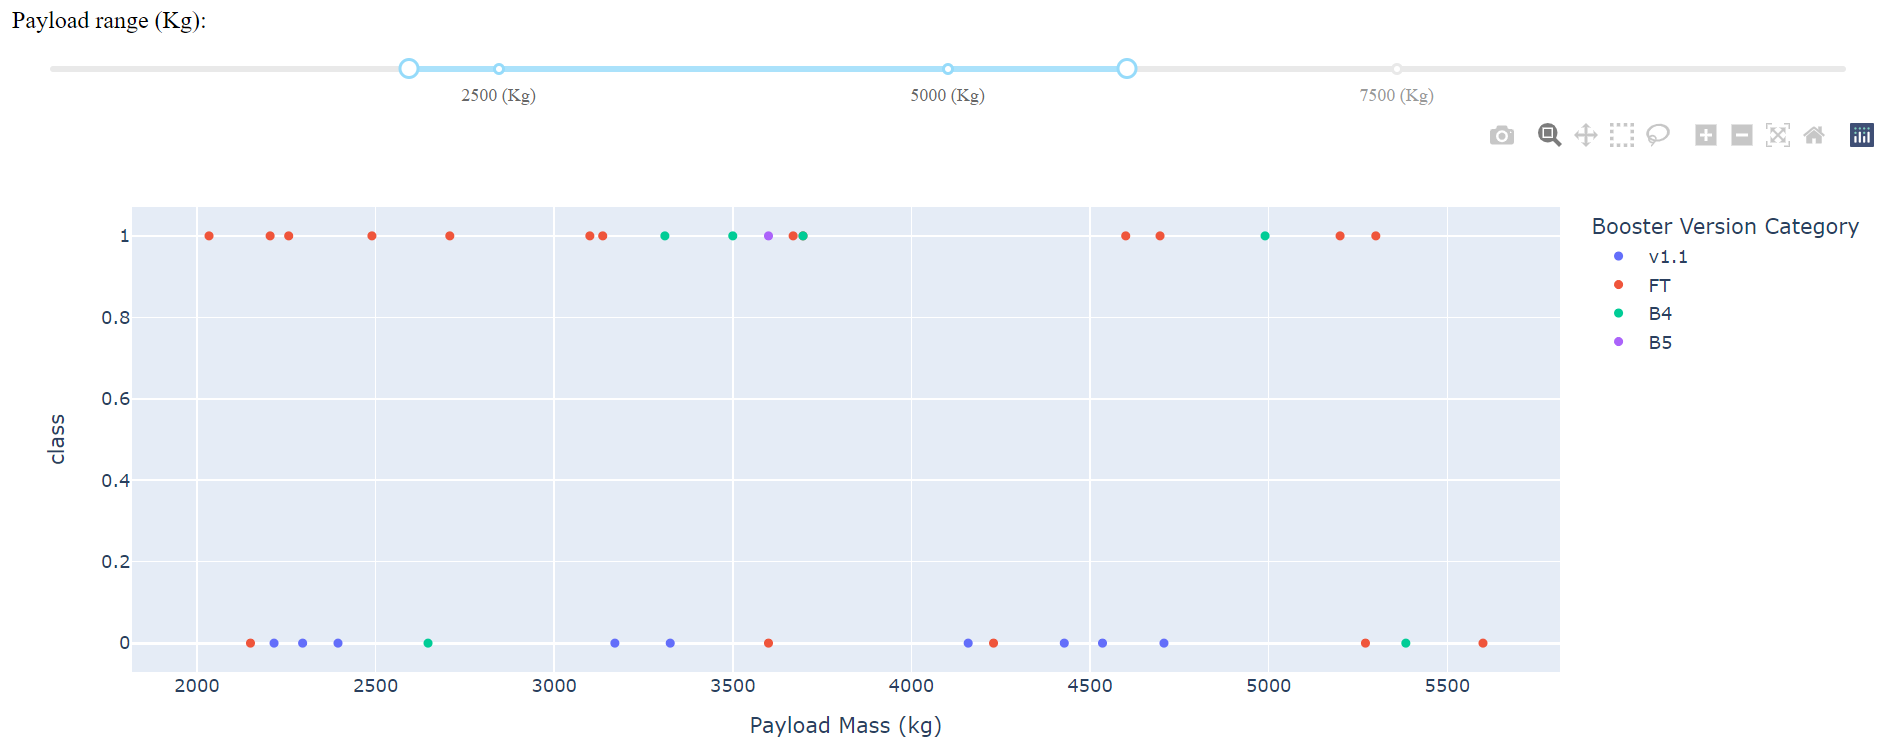 Payload range (Kg):
2500 (Kg) 5000 (Kg) 7500 (Kg)
Booster Version Category
v1.1
FT
B4
B5
1
0.8
0.6
0.4
0.2
0
class
2000 2500 3000 3500 4000 4500 5000 5500
Payload Mass (kg)